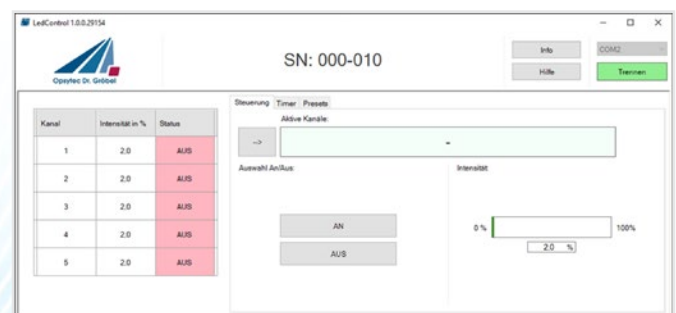 LedControl 1.0.0.29154
Opsytec Dr. Gröbel
SN: 000-010
Info
Hilfe
COM2
Trennen
Kanal Intensität in % Status
1 2,0 AUS
2 2,0 AUS
3 2,0 AUS
4 2,0 AUS
5 2,0 AUS
Steuerung Timer Presets
Aktive Kanäle:
-->
-
Auswahl An/Aus:
AN
AUS
Intensität:
0 % 100%
2,0 %